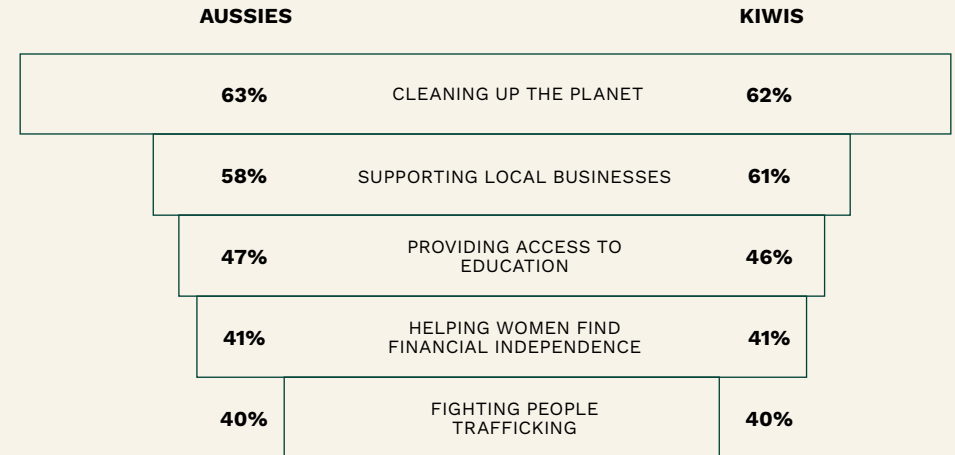 AUSSIES KIWIS
63% CLEANING UP THE PLANET 62%
58% SUPPORTING LOCAL BUSINESSES 61%
47% PROVIDING ACCESS TO
EDUCATION 46%
41% HELPING WOMEN FIND
FINANCIAL INDEPENDENCE 41%
40% FIGHTING PEOPLE
TRAFFICKING 40%